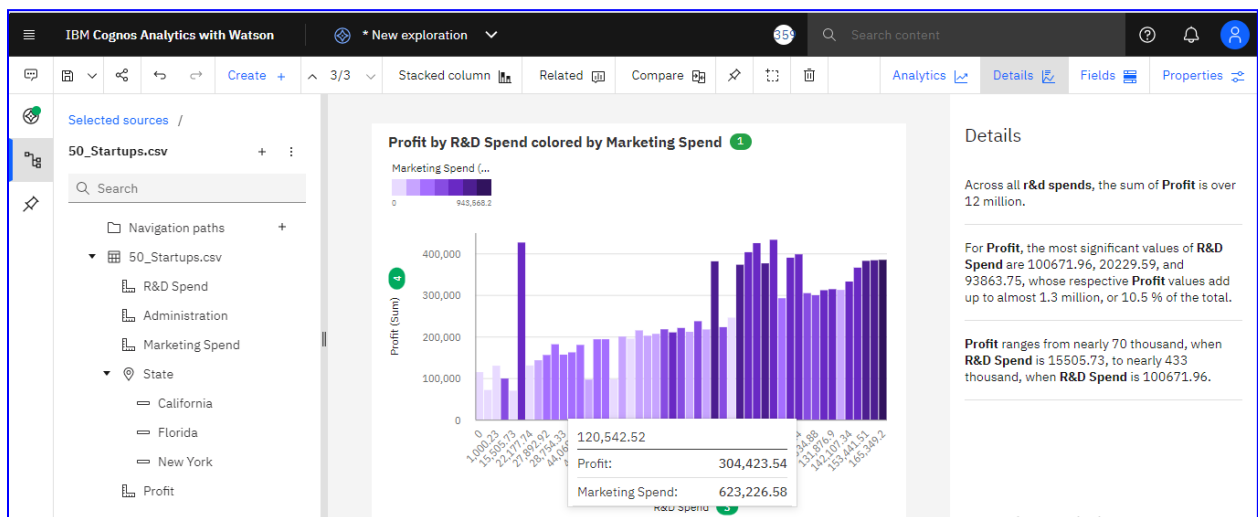 IBM Cognos Analytics with Watson
* New exploration
359
Search content
Create +
3/3
Stacked column
Related
Compare
Analytics
Details
Fields
Properties
Selected sources /
50_Startups.csv
Search
Navigation paths
50_Startups.csv
R&D Spend
Administration
Marketing Spend
State
California
Florida
New York
Profit
Profit by R&D Spend colored by Marketing Spend 1
Marketing Spend (...
0 943,568.2
Profit (Sum) 4
400,000
300,000
200,000
100,000
0
0
1,000.23
15,505.73
22,177.74
27,892.92
28,754.33
131,876.9
142,107.34
153,441.51
165,349.2
120,542.52
Profit: 304,423.54
Marketing Spend: 623,226.58
R&D Spend
Details
Across all r&d spends, the sum of Profit is over
12 million.
For Profit, the most significant values of R&D
Spend are 100671.96, 20229.59, and
93863.75, whose respective Profit values add
up to almost 1.3 million, or 10.5 % of the total.
Profit ranges from nearly 70 thousand, when
R&D Spend is 15505.73, to nearly 433
thousand, when R&D Spend is 100671.96.